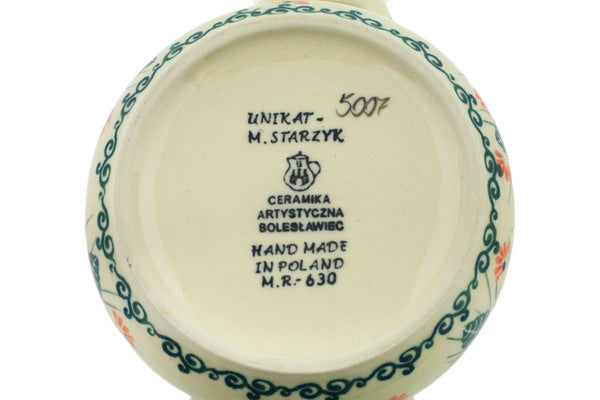 UNIKAT- 5007
M. STARZYK
CERAMIKA
ARTYSTYCZNA
BOLESŁAWIEC
HAND MADE
IN POLAND
M.R.-630